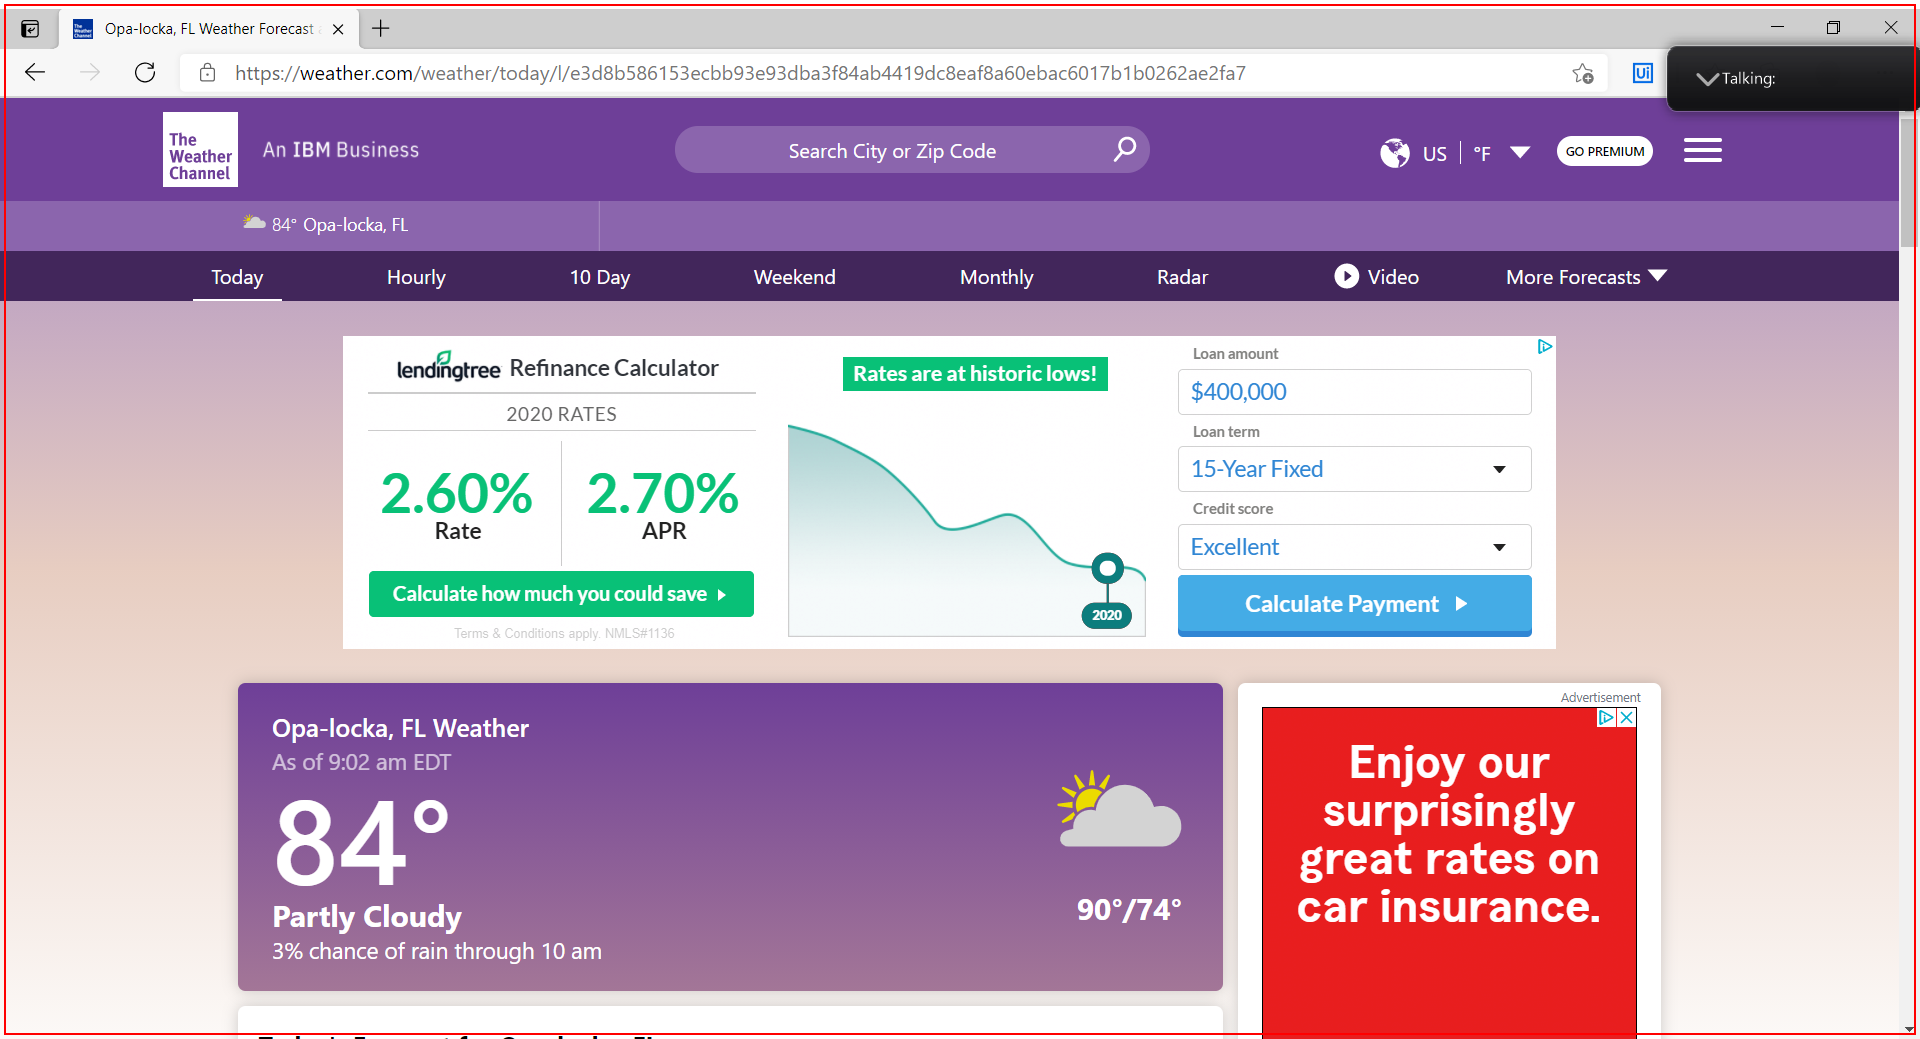 Opa-locka, FL Weather Forecast
https://weather.com/weather/today/l/e3d8b586153ecbb93e93dba3f84ab4419dc8eaf8a60ebac6017b1b0262ae2fa7
Ui
Talking:
The
Weather
Channel
An IBM Business
Search City or Zip Code
US °F
GO PREMIUM
84° Opa-locka, FL
Today Hourly 10 Day Weekend Monthly Radar Video More Forecasts
lendingtree Refinance Calculator
2020 RATES
2.60% 2.70%
Rate APR
Calculate how much you could save
Terms & Conditions apply. NMLS#1136
Rates are at historic lows!
2020
Loan amount
$400,000
Loan term
15-Year Fixed
Credit score
Excellent
Calculate Payment
Opa-locka, FL Weather
As of 9:02 am EDT
84°
Partly Cloudy
3% chance of rain through 10 am
90°/74°
Advertisement
Enjoy our
surprisingly
great rates on
car insurance.